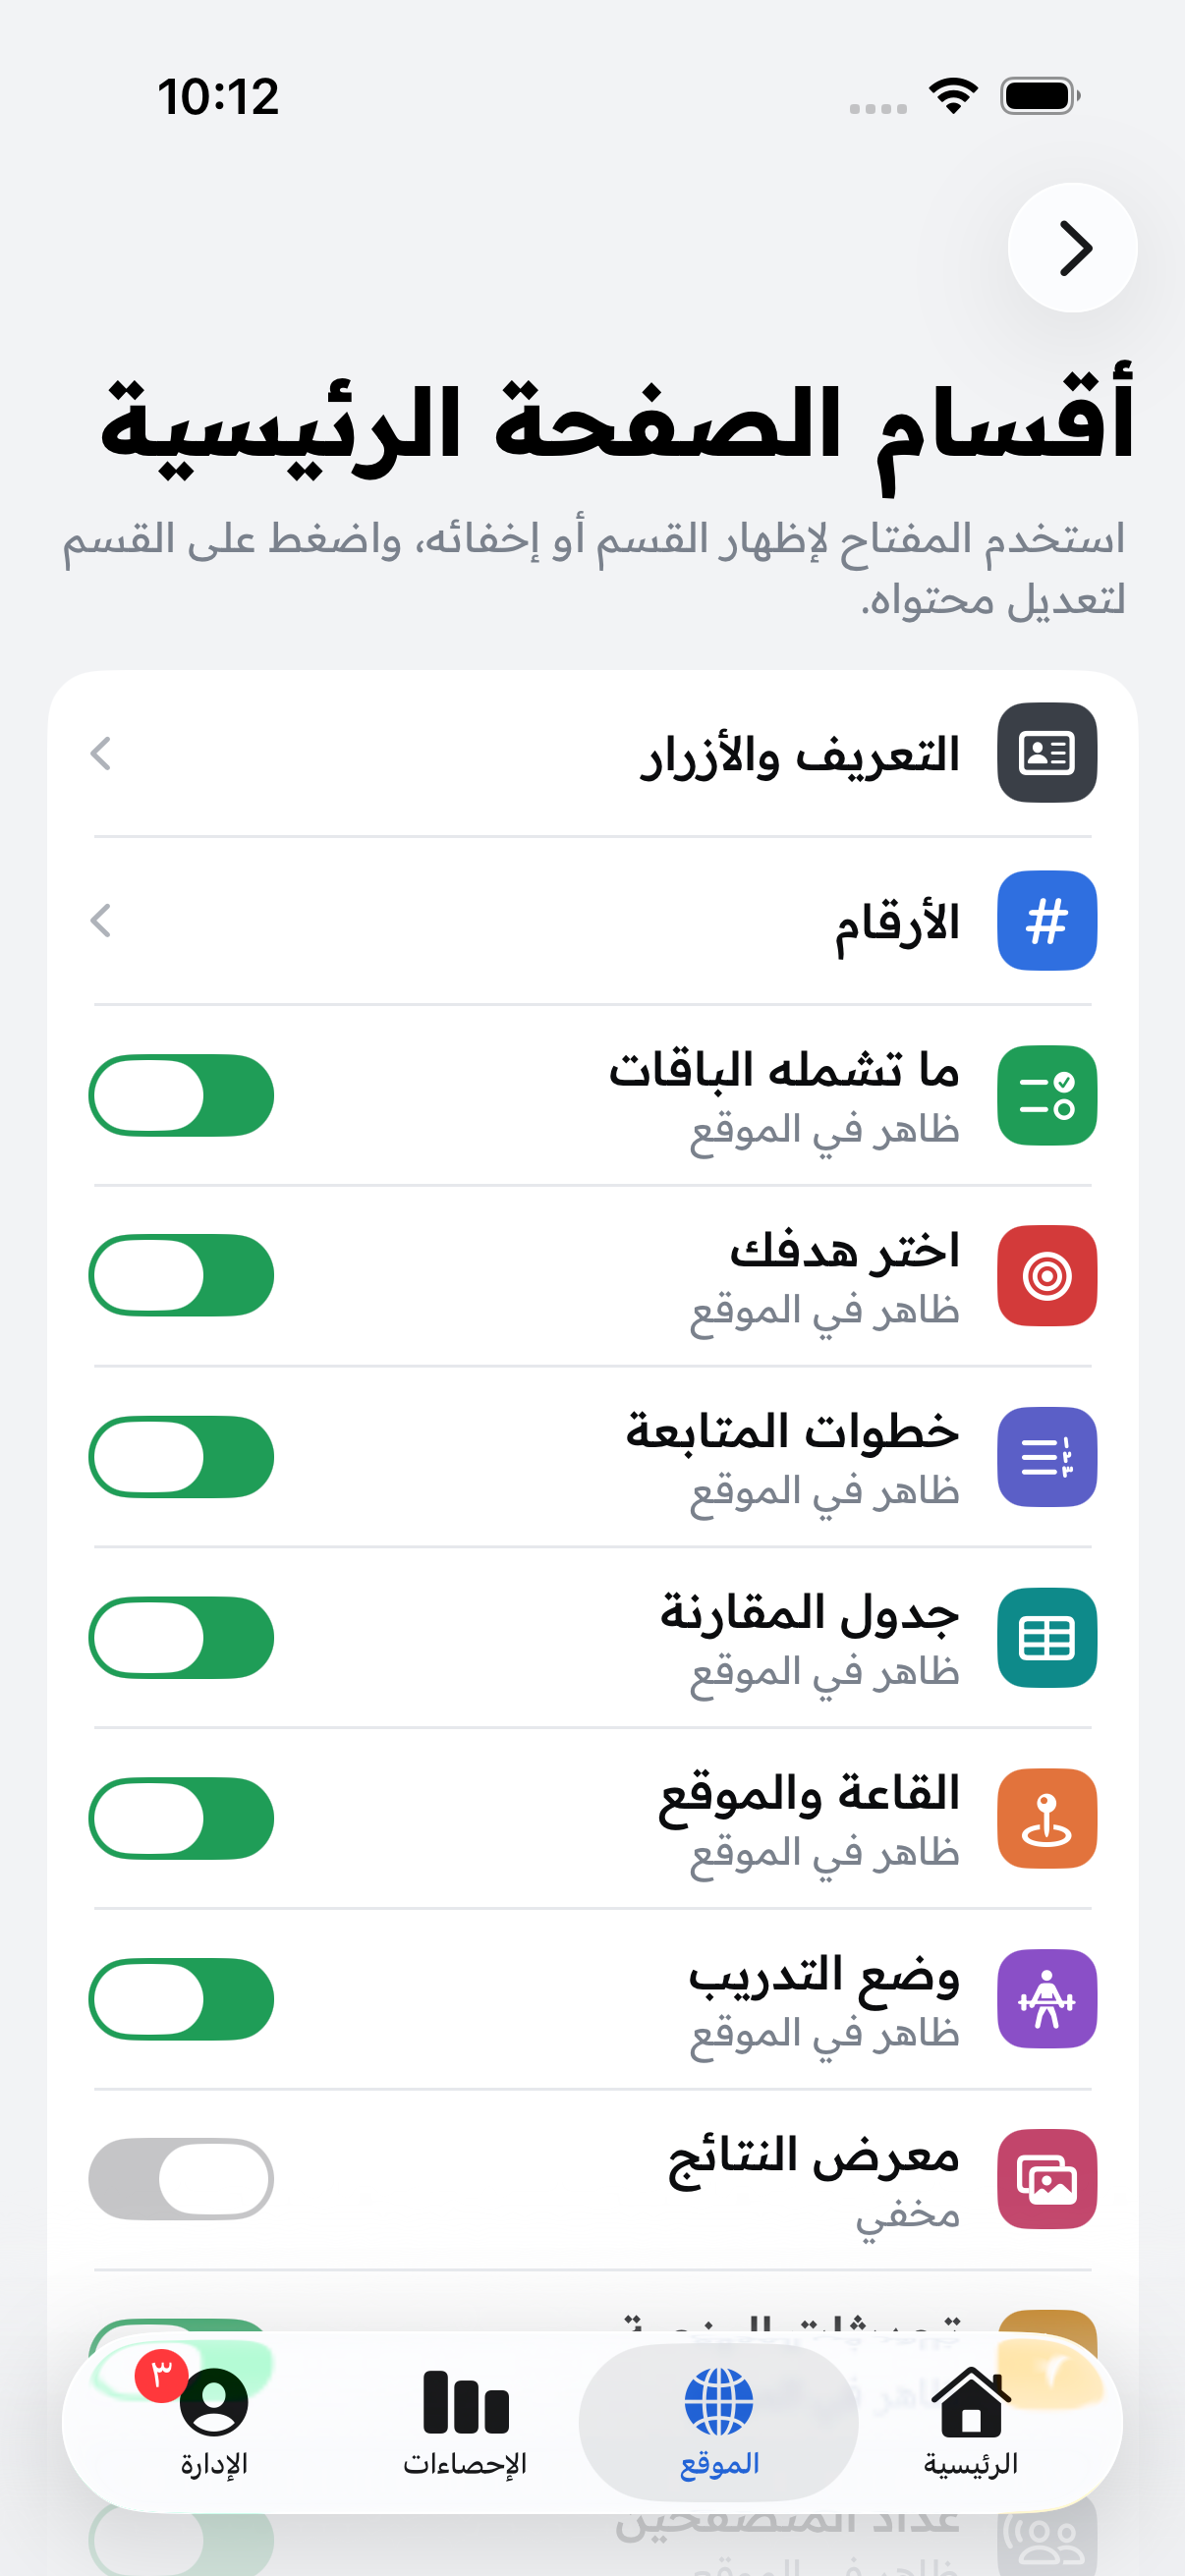 10:12
أقسام الصفحة الرئيسية
استخدم المفتاح لإظهار القسم أو إخفائه، واضغط على القسم
لتعديل محتواه.
التعريف والأزرار
الأرقام
ما تشمله الباقات
ظاهر في الموقع
اختر هدفك
ظاهر في الموقع
خطوات المتابعة
ظاهر في الموقع
جدول المقارنة
ظاهر في الموقع
القاعة والموقع
ظاهر في الموقع
وضع التدريب
ظاهر في الموقع
معرض النتائج
مخفي
الرئيسية
الموقع
الإحصاءات
الإدارة
٣
عداد المتصفحين